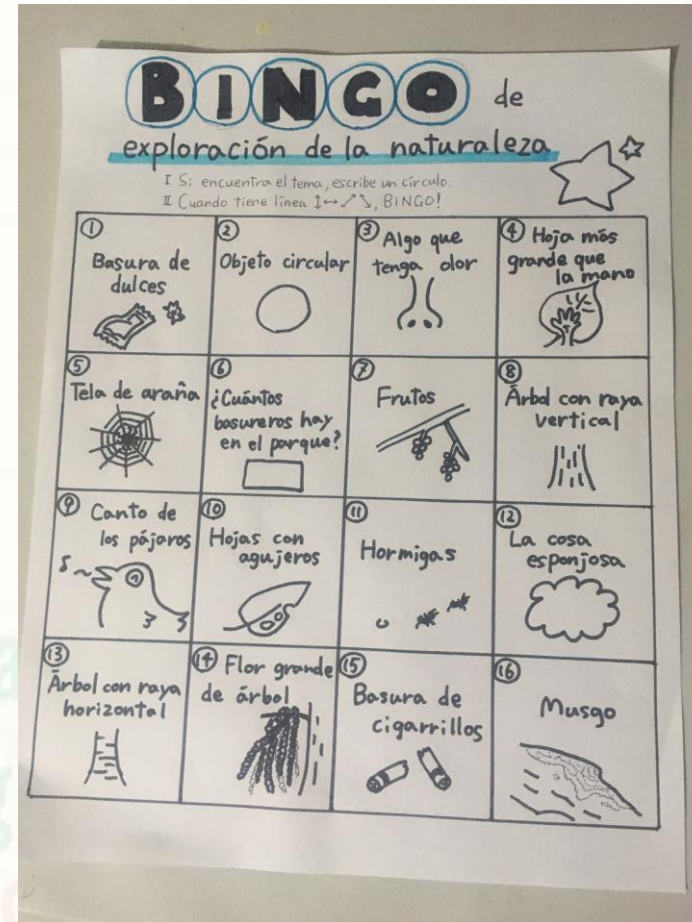 BINGO de
exploración de la naturaleza
I Si encuentra el tema, escribe un círculo.
II Cuando tiene línea ↕↔⤢⤡, BINGO!
① Basura de
dulces
② Objeto circular
③ Algo que
tenga olor
④ Hoja más
grande que
la mano
⑤ Tela de araña
⑥ ¿Cuántos
basureros hay
en el parque?
⑦ Frutos
⑧ Árbol con raya
vertical
⑨ Canto de
los pájaros
⑩ Hojas con
agujeros
⑪ Hormigas
⑫ La cosa
esponjosa
⑬ Árbol con raya
horizontal
⑭ Flor grande
de árbol
⑮ Basura de
cigarrillos
⑯ Musgo